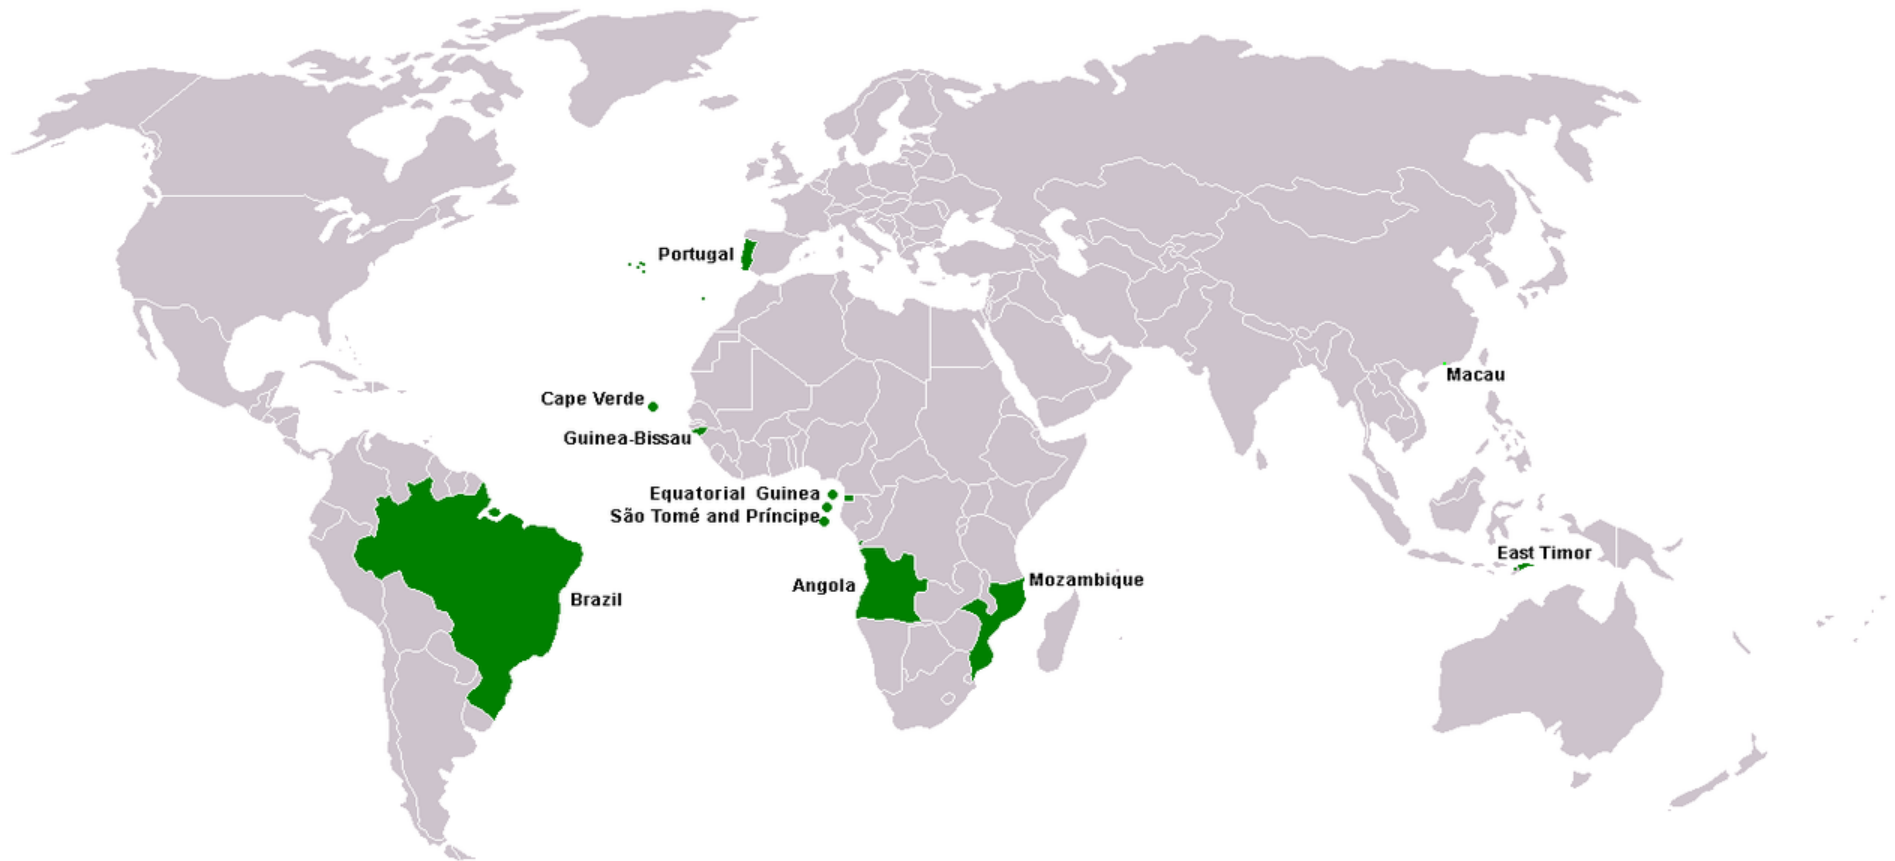 Portugal
Macau
Cape Verde
Guinea-Bissau
Equatorial Guinea
São Tomé and Príncipe
East Timor
Angola
Mozambique
Brazil